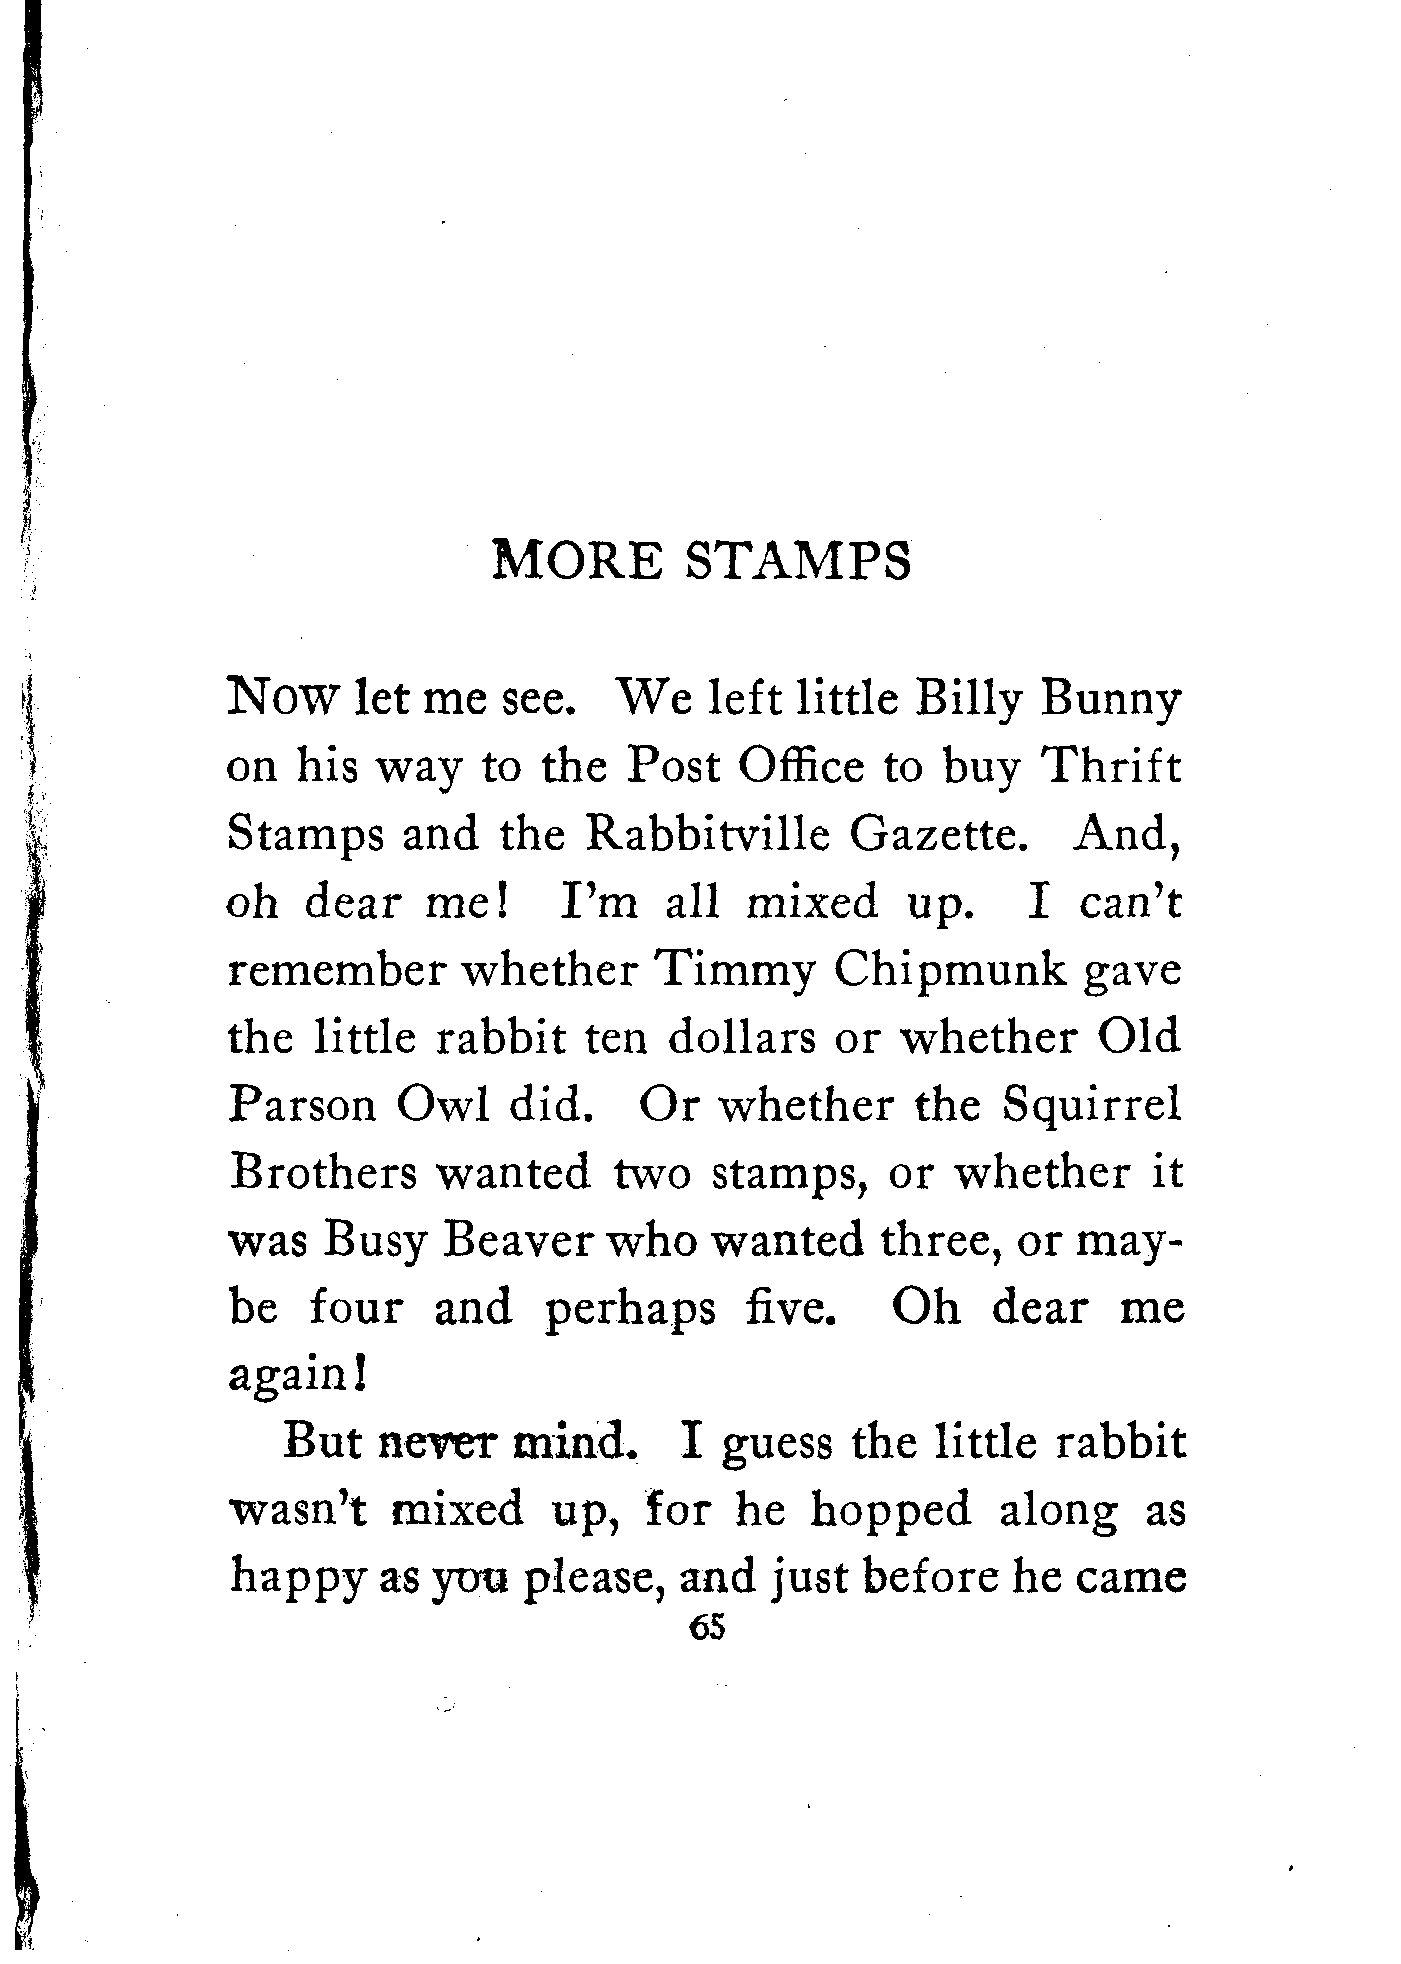 MORE STAMPS
Now let me see. We left little Billy Bunny
on his way to the Post Office to buy Thrift
Stamps and the Rabbitville Gazette. And,
oh dear me! I'm all mixed up. I can't
remember whether Timmy Chipmunk gave
the little rabbit ten dollars or whether Old
Parson Owl did. Or whether the Squirrel
Brothers wanted two stamps, or whether it
was Busy Beaver who wanted three, or may-
be four and perhaps five. Oh dear me
again!
But never mind. I guess the little rabbit
wasn't mixed up, for he hopped along as
happy as you please, and just before he came
65